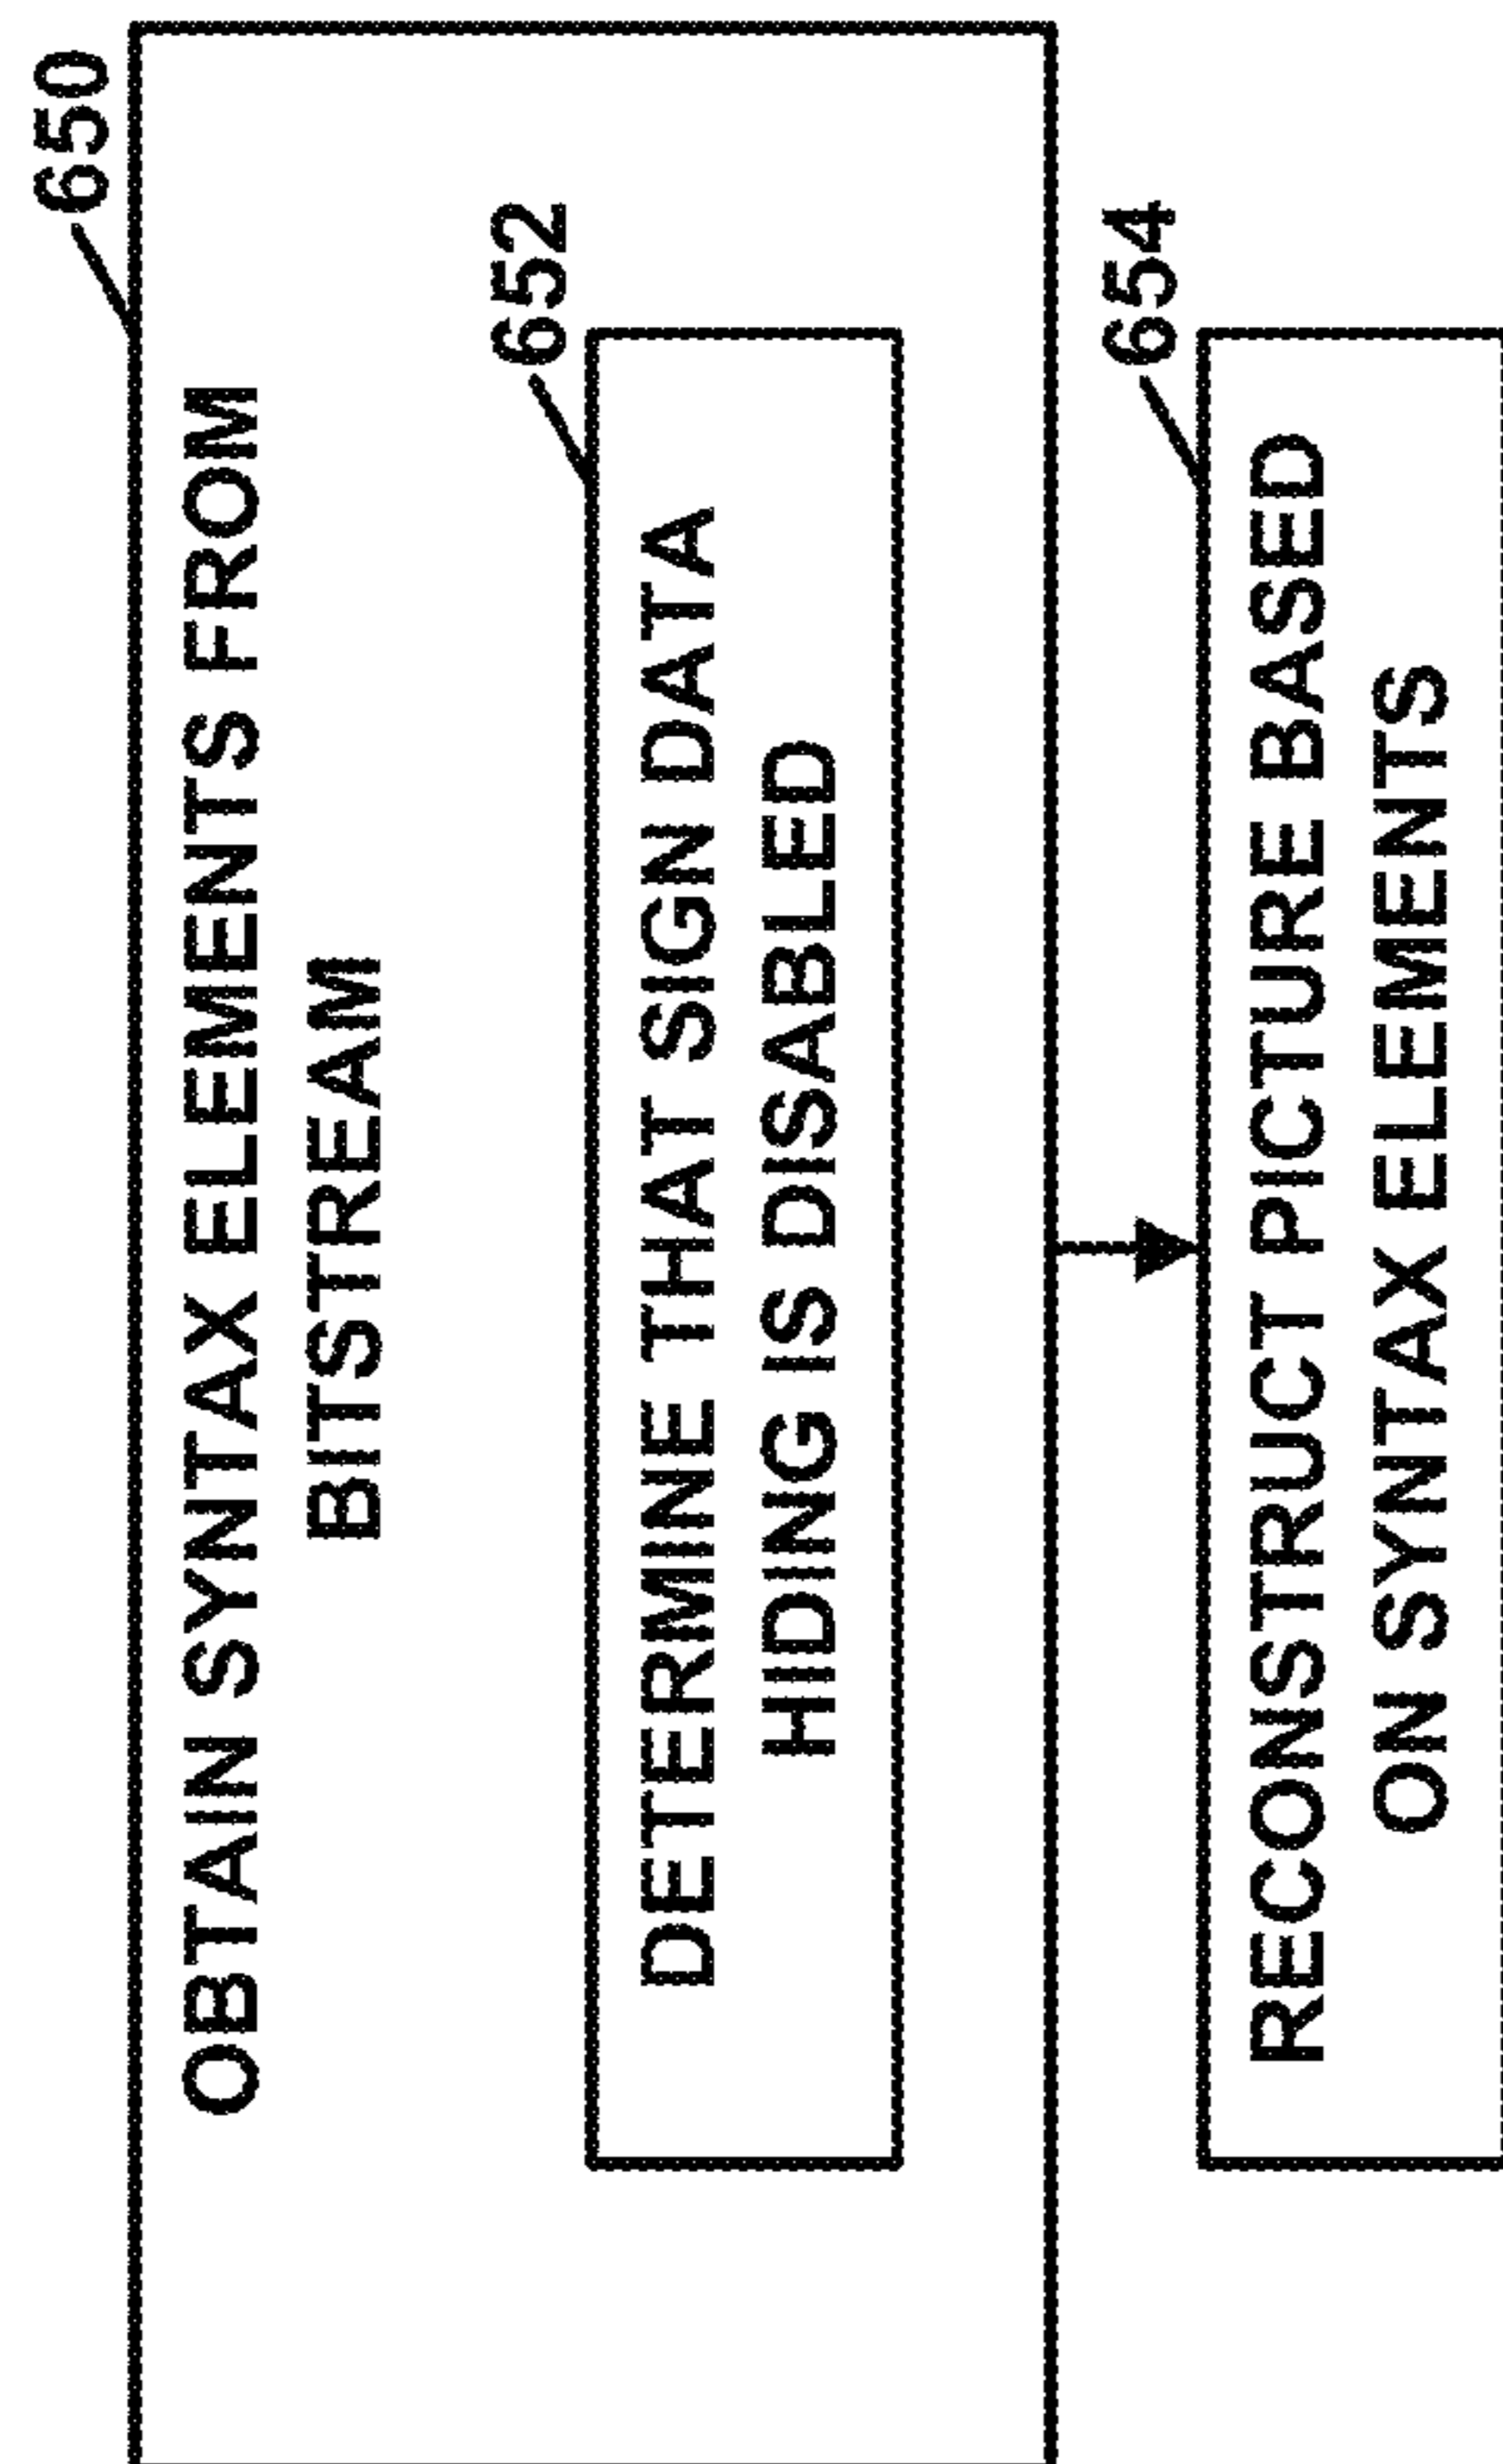 650
OBTAIN SYNTAX ELEMENTS FROM
BITSTREAM
652
DETERMINE THAT SIGN DATA
HIDING IS DISABLED
654
RECONSTRUCT PICTURE BASED
ON SYNTAX ELEMENTS